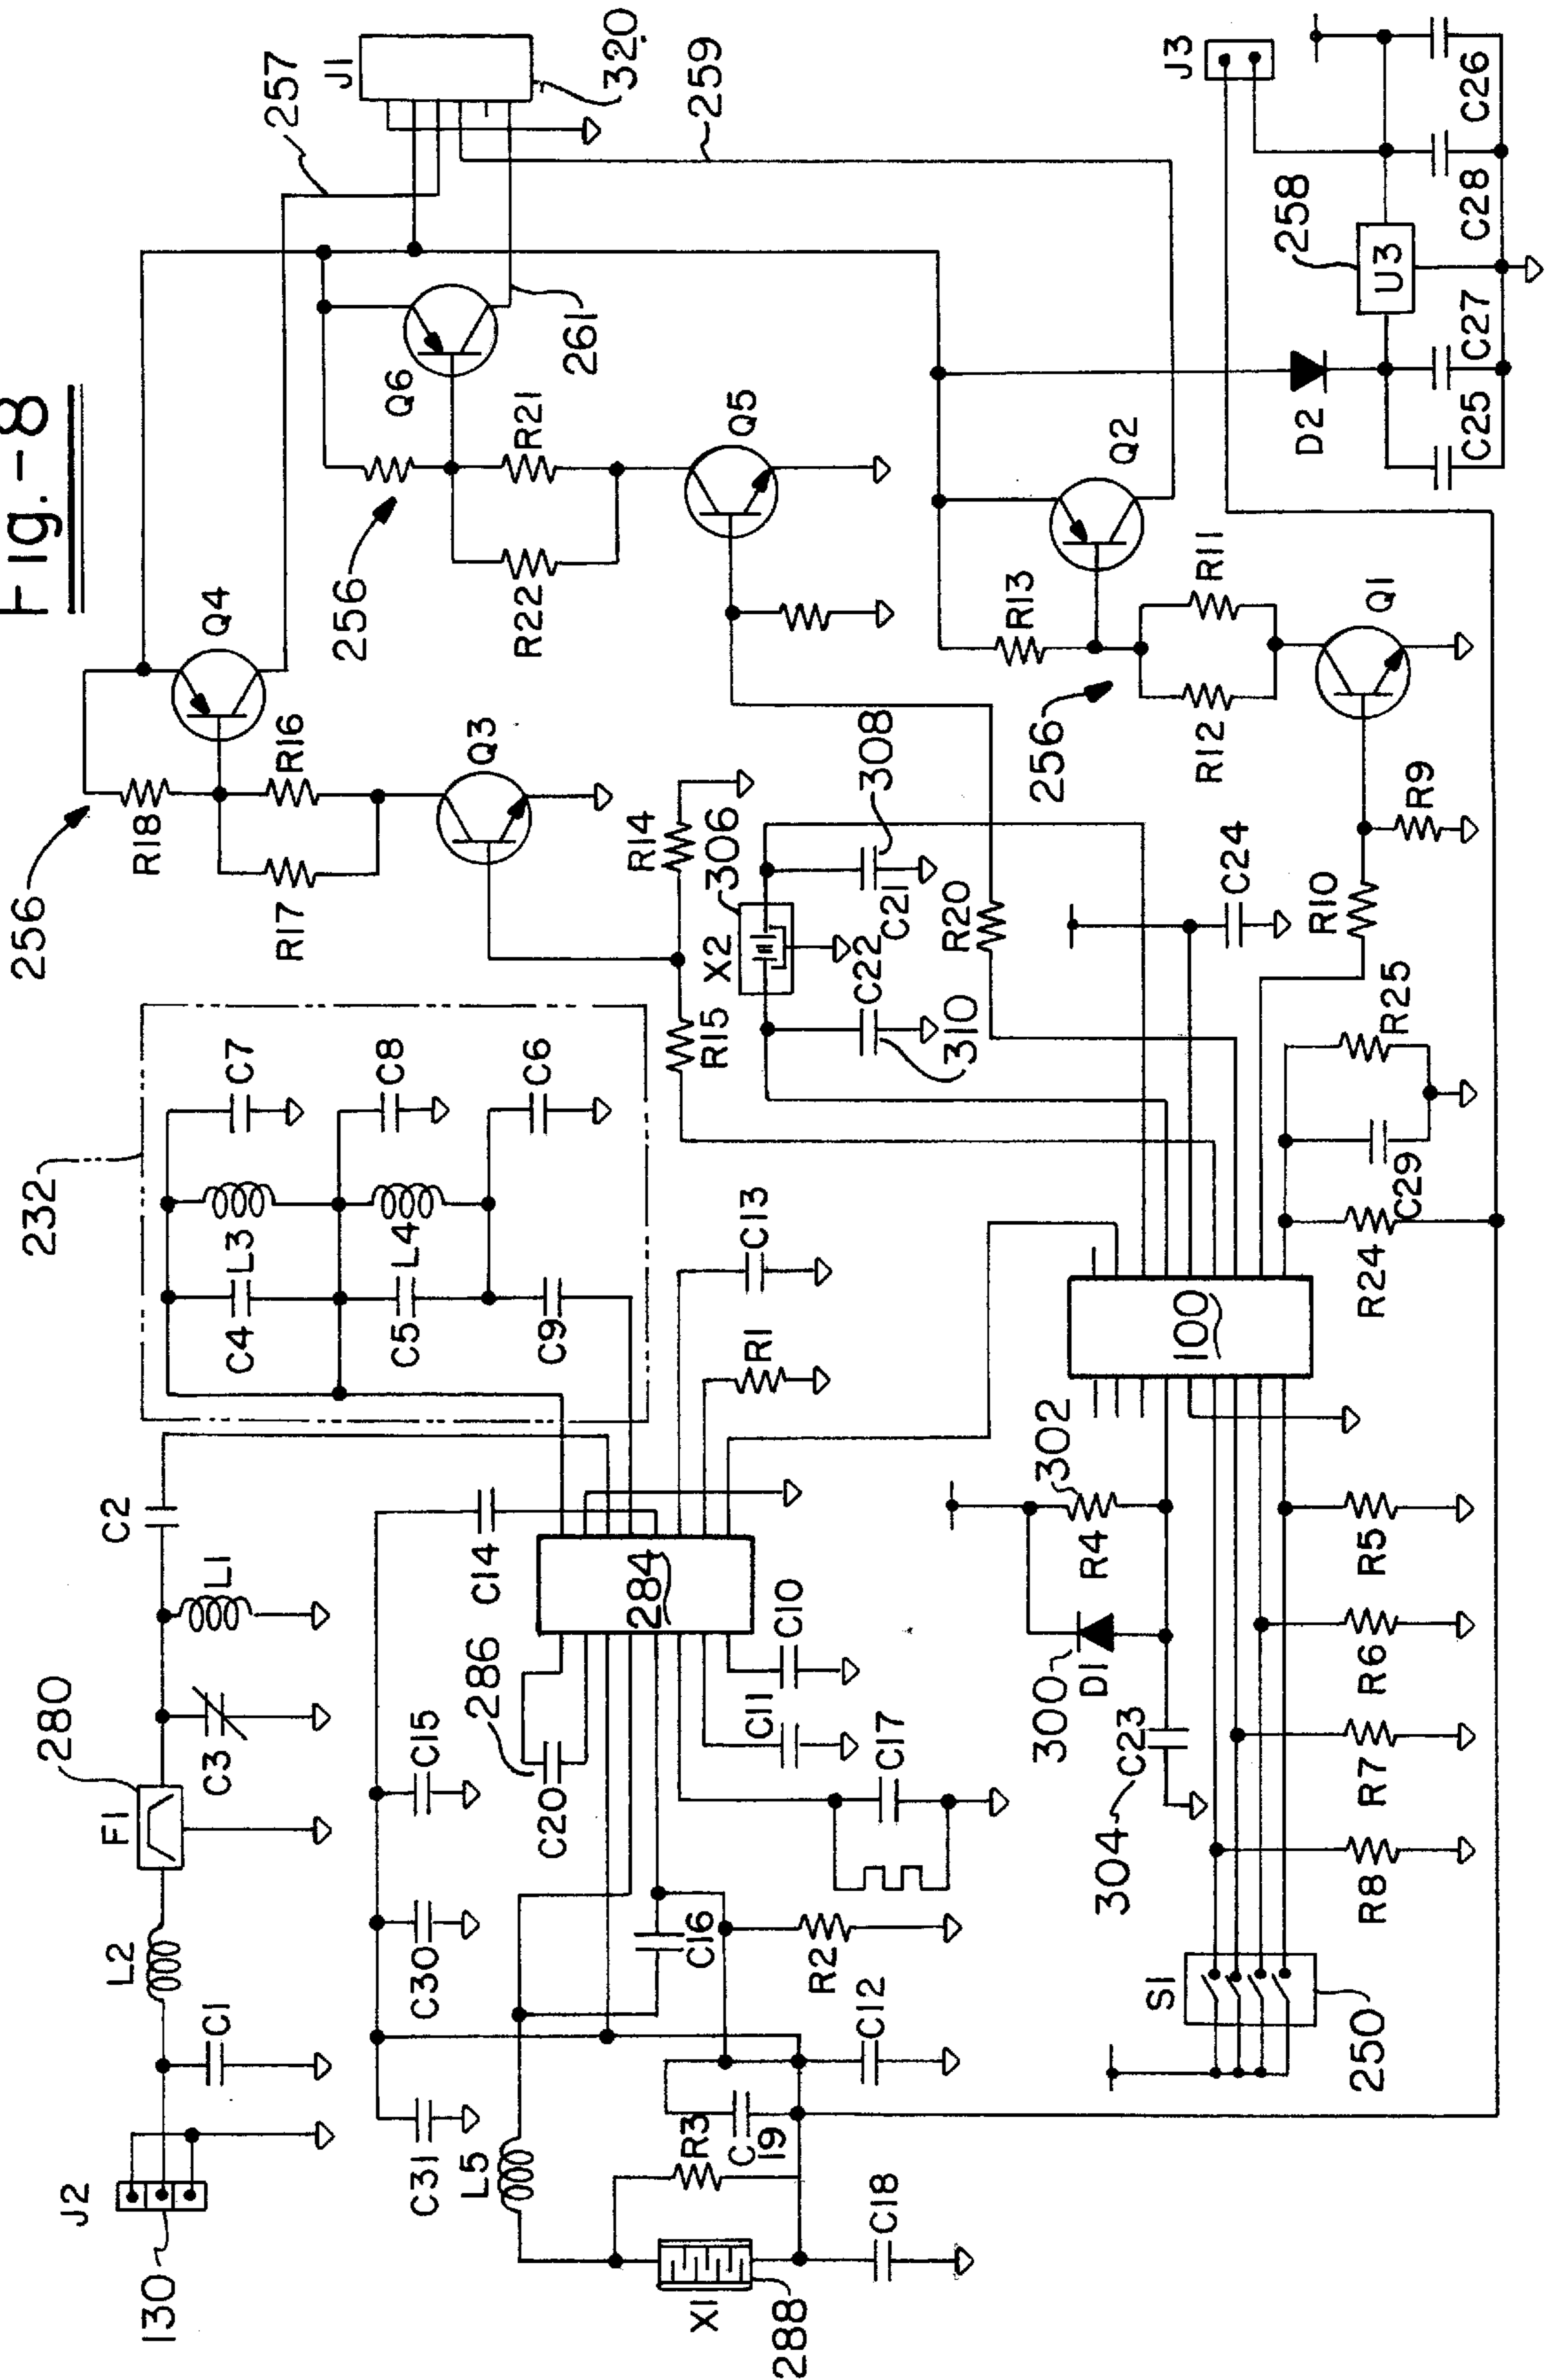 Fig.-8
J1
320
257
259
261
Q6
256
R21
R22
Q5
Q4
256
R18
R16
R17
Q3
J3
C26
C28
258
U3
C27
C25
D2
Q2
R13
R11
R12
256
Q1
R9
R10
R14
306
308
X2
C21
C22
310
R20
R15
C24
R25
C29
R24
232
C7
C8
C6
L3
L4
C4
C5
C9
C13
R1
100
C2
L1
280
F1
C3
L2
C1
J2
130
C14
284
286
C20
C15
C30
C31
C10
C11
C17
C16
R2
C12
C19
R3
L5
C18
X1
288
302
R4
300
D1
C23
304
R5
R6
R7
R8
S1
250